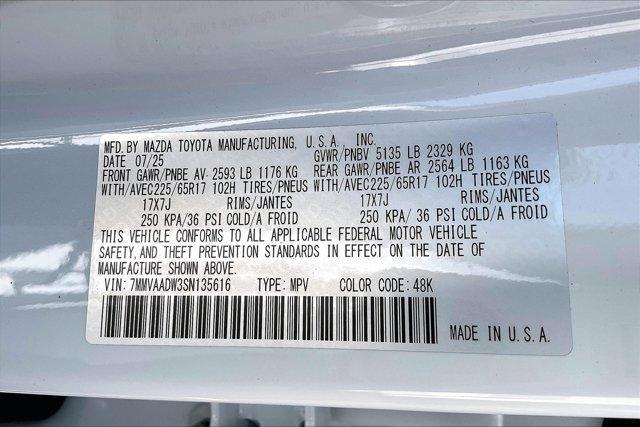 MFD. BY MAZDA TOYOTA MANUFACTURING, U.S.A., INC.
DATE 07/25 GVWR/PNBV 5135 LB 2329 KG
FRONT GAWR/PNBE AV- 2593 LB 1176 KG REAR GAWR/PNBE AR 2564 LB 1163 KG
WITH/AVEC225/65R17 102H TIRES/PNEUS WITH/AVEC225/65R17 102H TIRES/PNEUS
17X7J RIMS/JANTES 17X7J RIMS/JANTES
250 KPA/36 PSI COLD/A FROID 250 KPA/ 36 PSI COLD/A FROID
THIS VEHICLE CONFORMS TO ALL APPLICABLE FEDERAL MOTOR VEHICLE
SAFETY, AND THEFT PREVENTION STANDARDS IN EFFECT ON THE DATE OF
MANUFACTURE SHOWN ABOVE.
VIN: 7MMVAADW3SN135616 TYPE: MPV COLOR CODE: 48K
MADE IN U.S.A.